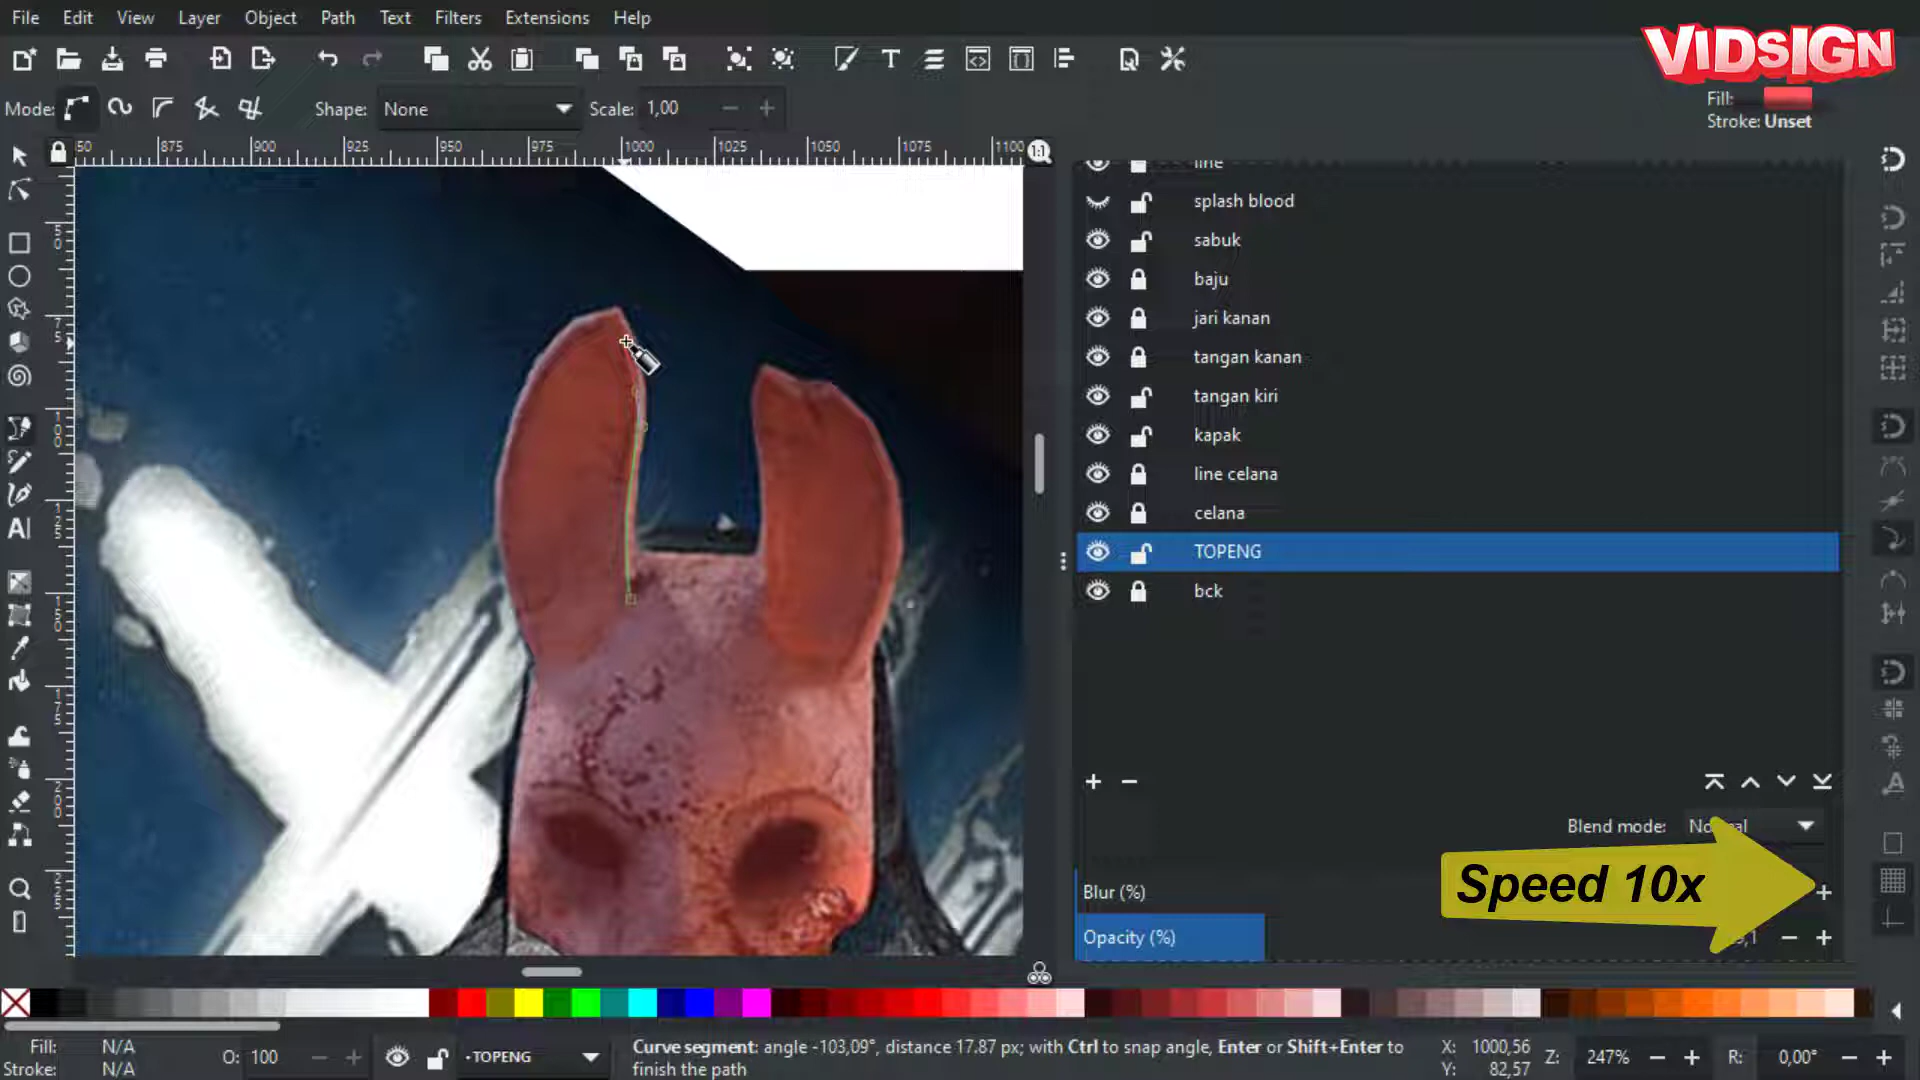 File Edit View Layer Object Path Text Filters Extensions Help
VIDSIGN
Mode: Shape: None Scale: 1,00
Fill:
Stroke: Unset
875 900 925 950 975 1000 1025 1050 1075 1100
1:1
line
splash blood
sabuk
baju
jari kanan
tangan kanan
tangan kiri
kapak
line celana
celana
TOPENG
bck
Blend mode:
Speed 10x
Blur (%)
Opacity (%)
Fill: N/A
Stroke: N/A
O: 100
•TOPENG
Curve segment: angle -103,09°, distance 17.87 px; with Ctrl to snap angle, Enter or Shift+Enter to
finish the path
X: 1000,56
Y: 82,57
Z: 247%
R: 0,00°